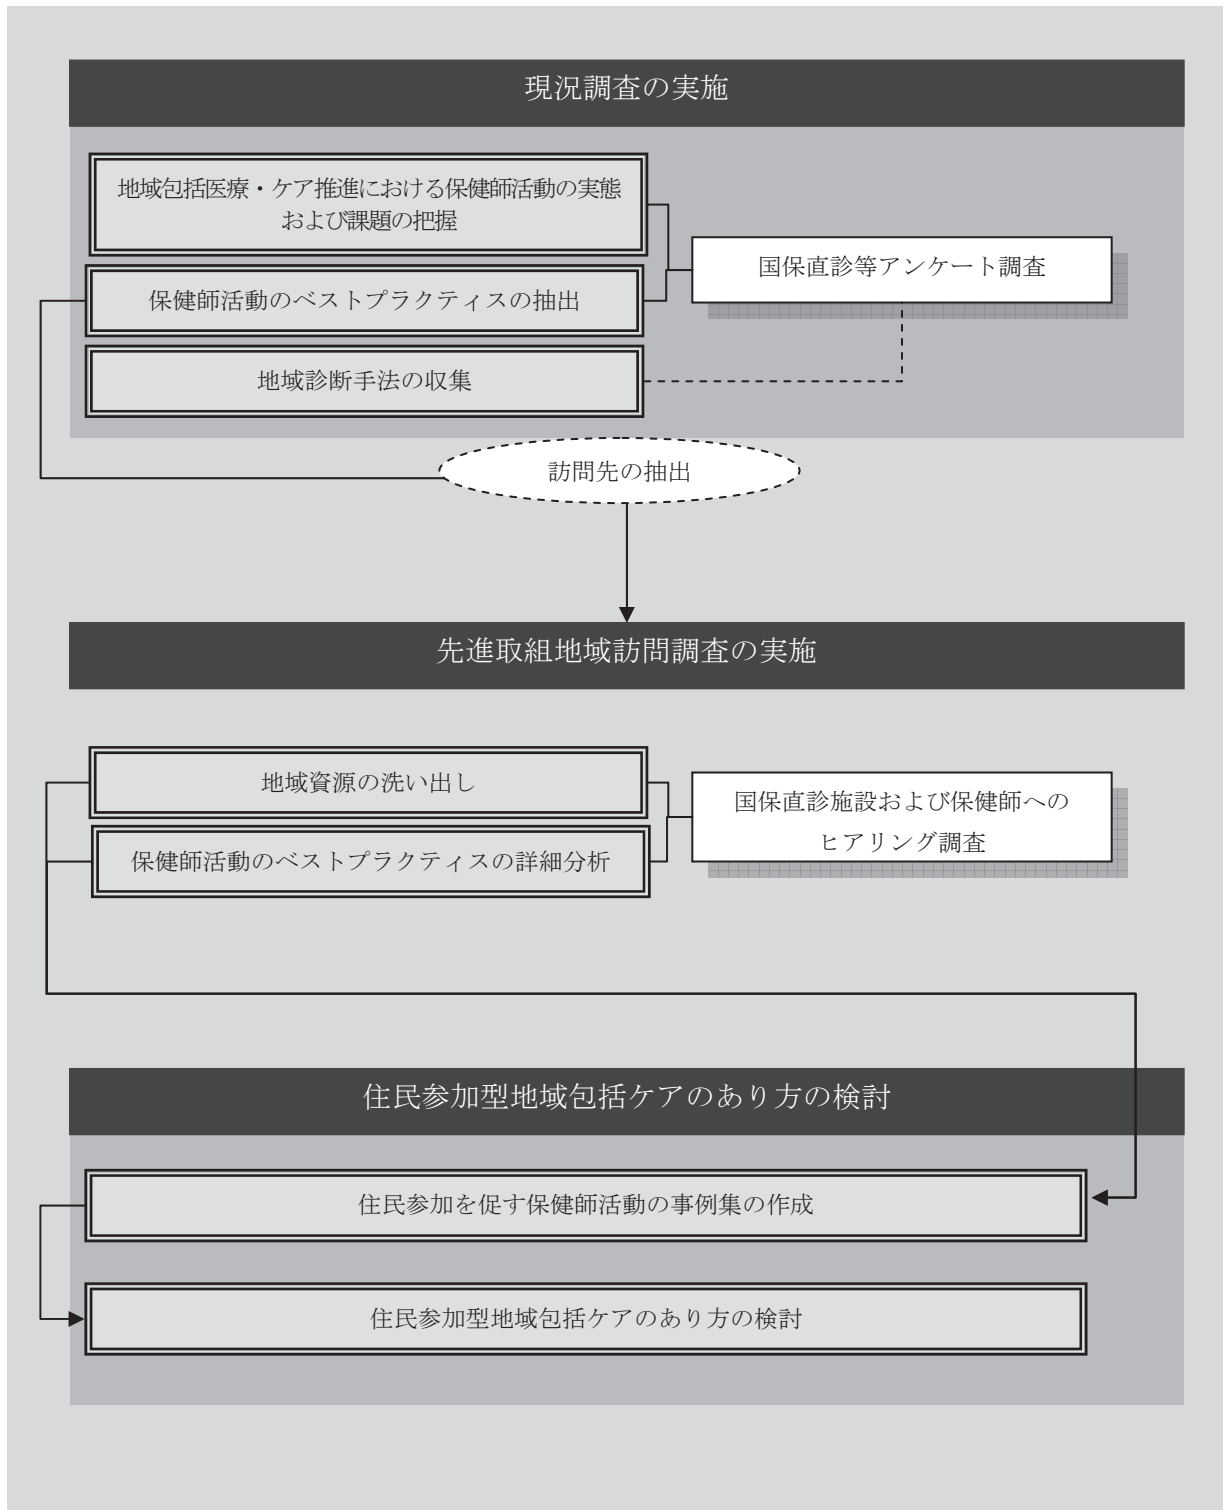 現況調査の実施
地域包括医療・ケア推進における保健師活動の実態
および課題の把握
国保直診等アンケート調査
保健師活動のベストプラクティスの抽出
地域診断手法の収集
訪問先の抽出
先進取組地域訪問調査の実施
地域資源の洗い出し
国保直診施設および保健師への
ヒアリング調査
保健師活動のベストプラクティスの詳細分析
住民参加型地域包括ケアのあり方の検討
住民参加を促す保健師活動の事例集の作成
住民参加型地域包括ケアのあり方の検討